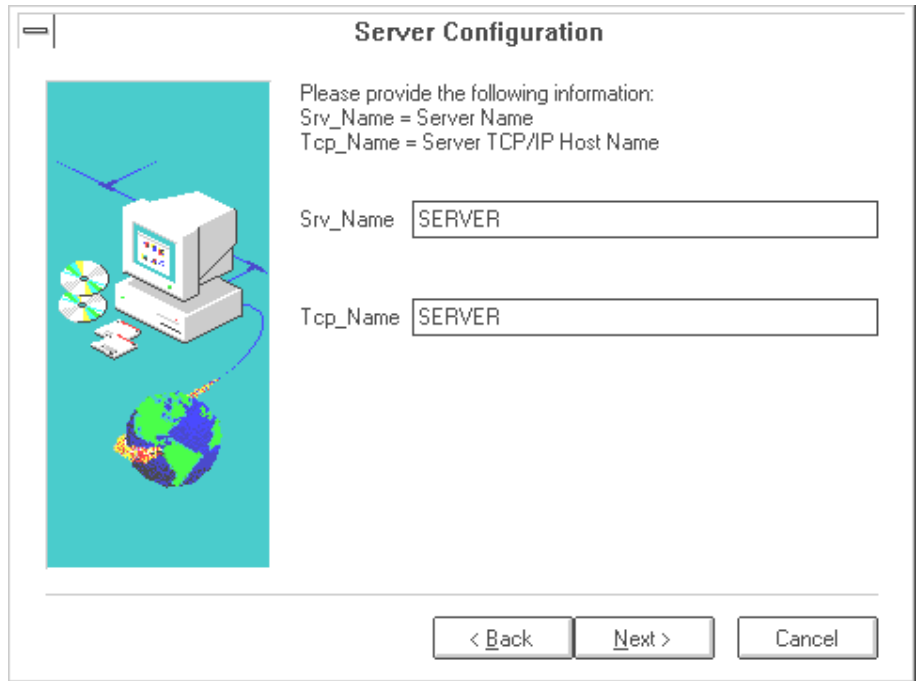 Server Configuration
Please provide the following information:
Srv_Name = Server Name
Tcp_Name = Server TCP/IP Host Name
Srv_Name SERVER
Tcp_Name SERVER
< Back Next > Cancel